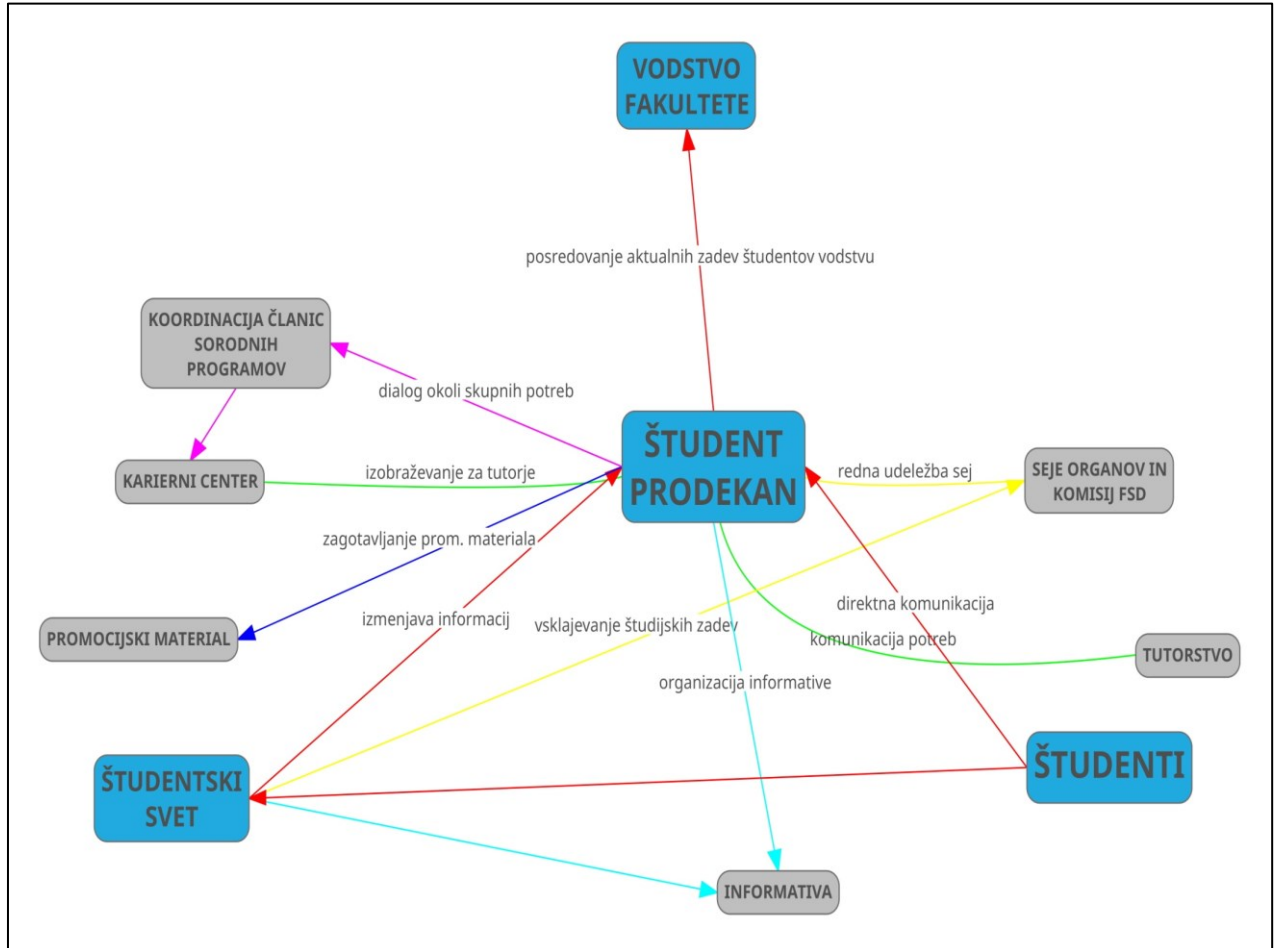 VODSTVO
FAKULTETE
posredovanje aktualnih zadev študentov vodstvu
KOORDINACIJA ČLANIC
SORODNIH
PROGRAMOV
dialog okoli skupnih potreb
ŠTUDENT
PRODEKAN
KARIERNI CENTER
izobraževanje za tutorje
redna udeležba sej
SEJE ORGANOV IN
KOMISIJ FSD
zagotavljanje prom. materiala
PROMOCIJSKI MATERIAL
izmenjava informacij
vsklajevanje študijskih zadev
direktna komunikacija
komunikacija potreb
TUTORSTVO
organizacija informative
ŠTUDENTSKI
SVET
ŠTUDENTI
INFORMATIVA